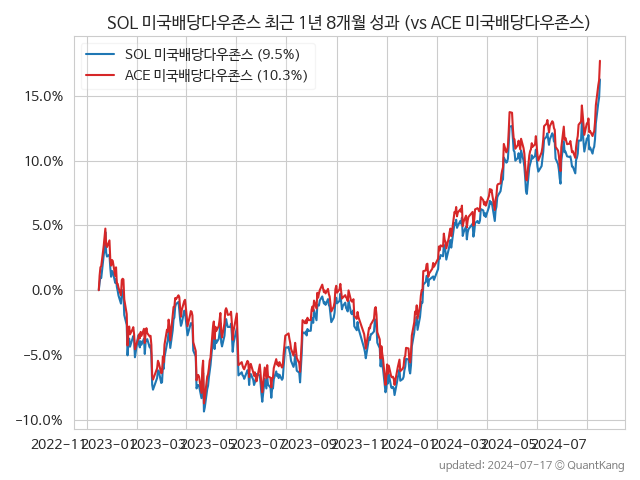 SOL 미국배당다우존스 최근 1년 8개월 성과 (vs ACE 미국배당다우존스)
SOL 미국배당다우존스 (9.5%)
ACE 미국배당다우존스 (10.3%)
15.0%
10.0%
5.0%
0.0%
−5.0%
−10.0%
2022-11 2023-01 2023-03 2023-05 2023-07 2023-09 2023-11 2024-01 2024-03 2024-05 2024-07
updated: 2024-07-17 © QuantKang